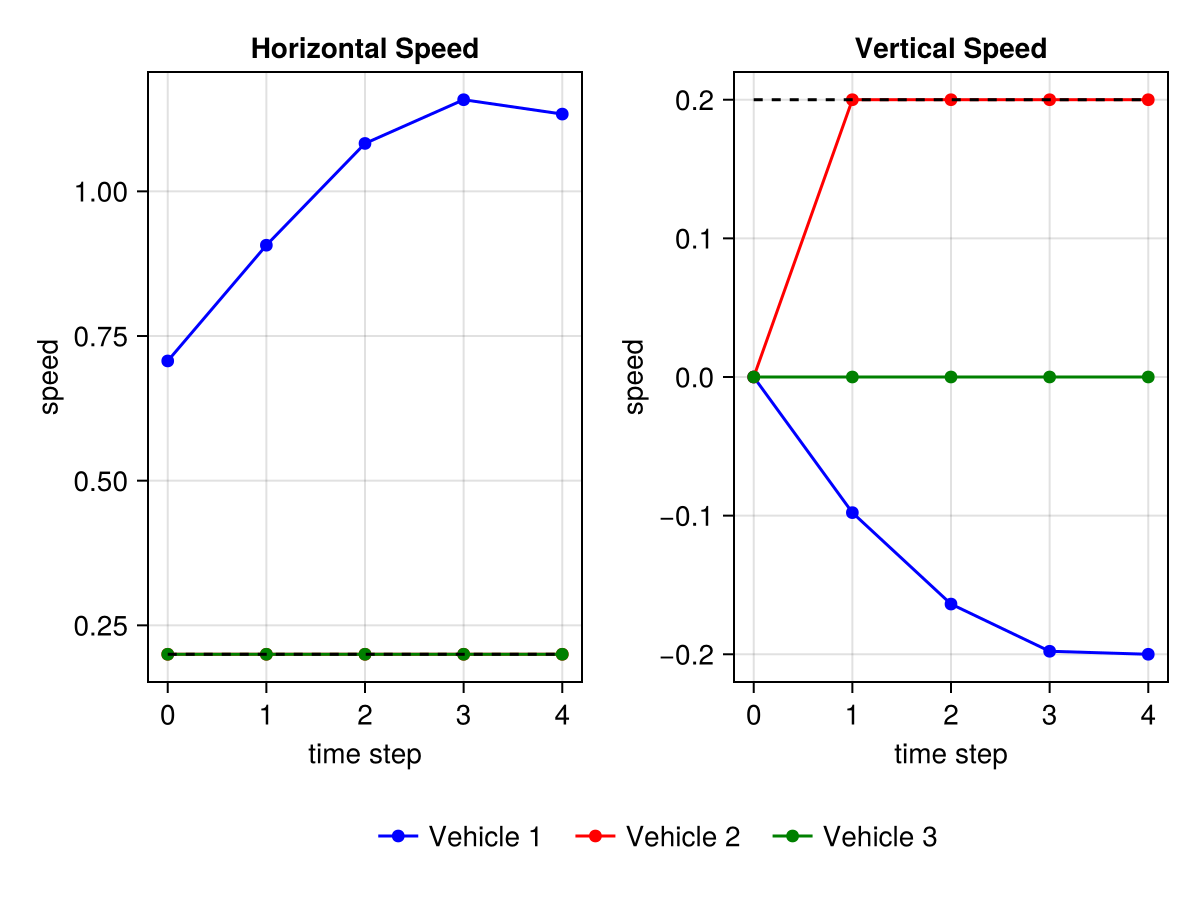 Horizontal Speed
speed
1.00
0.75
0.50
0.25
0 1 2 3 4
time step
Vertical Speed
speed
0.2
0.1
0.0
−0.1
−0.2
0 1 2 3 4
time step
Vehicle 1 Vehicle 2 Vehicle 3